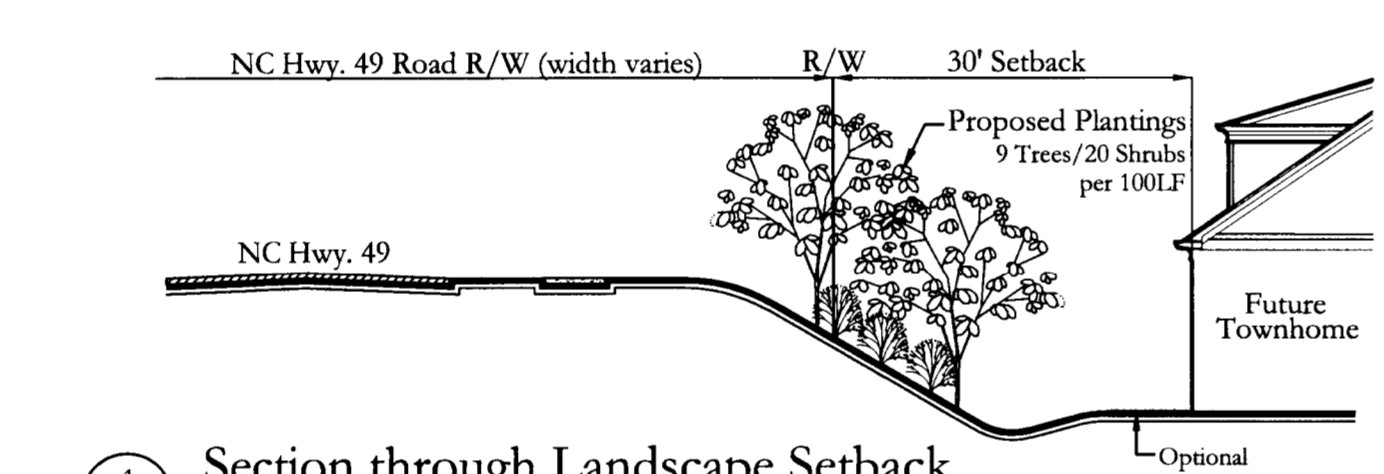 NC Hwy. 49 Road R/W (width varies)
R/W
30' Setback
Proposed Plantings
9 Trees/20 Shrubs
per 100LF
NC Hwy. 49
Future
Townhome
Optional
Section through Landscape Setback